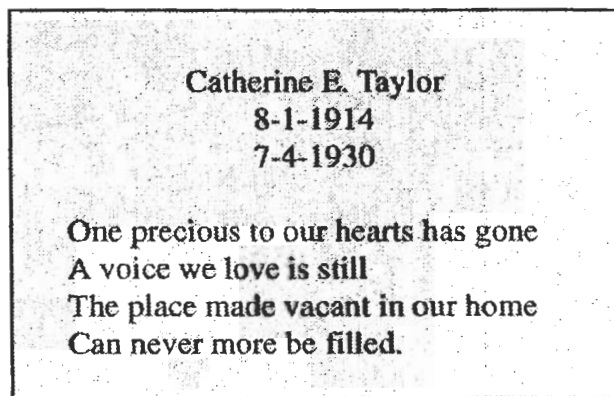 Catherine E. Taylor
8-1-1914
7-4-1930
One precious to our hearts has gone
A voice we love is still
The place made vacant in our home
Can never more be filled.